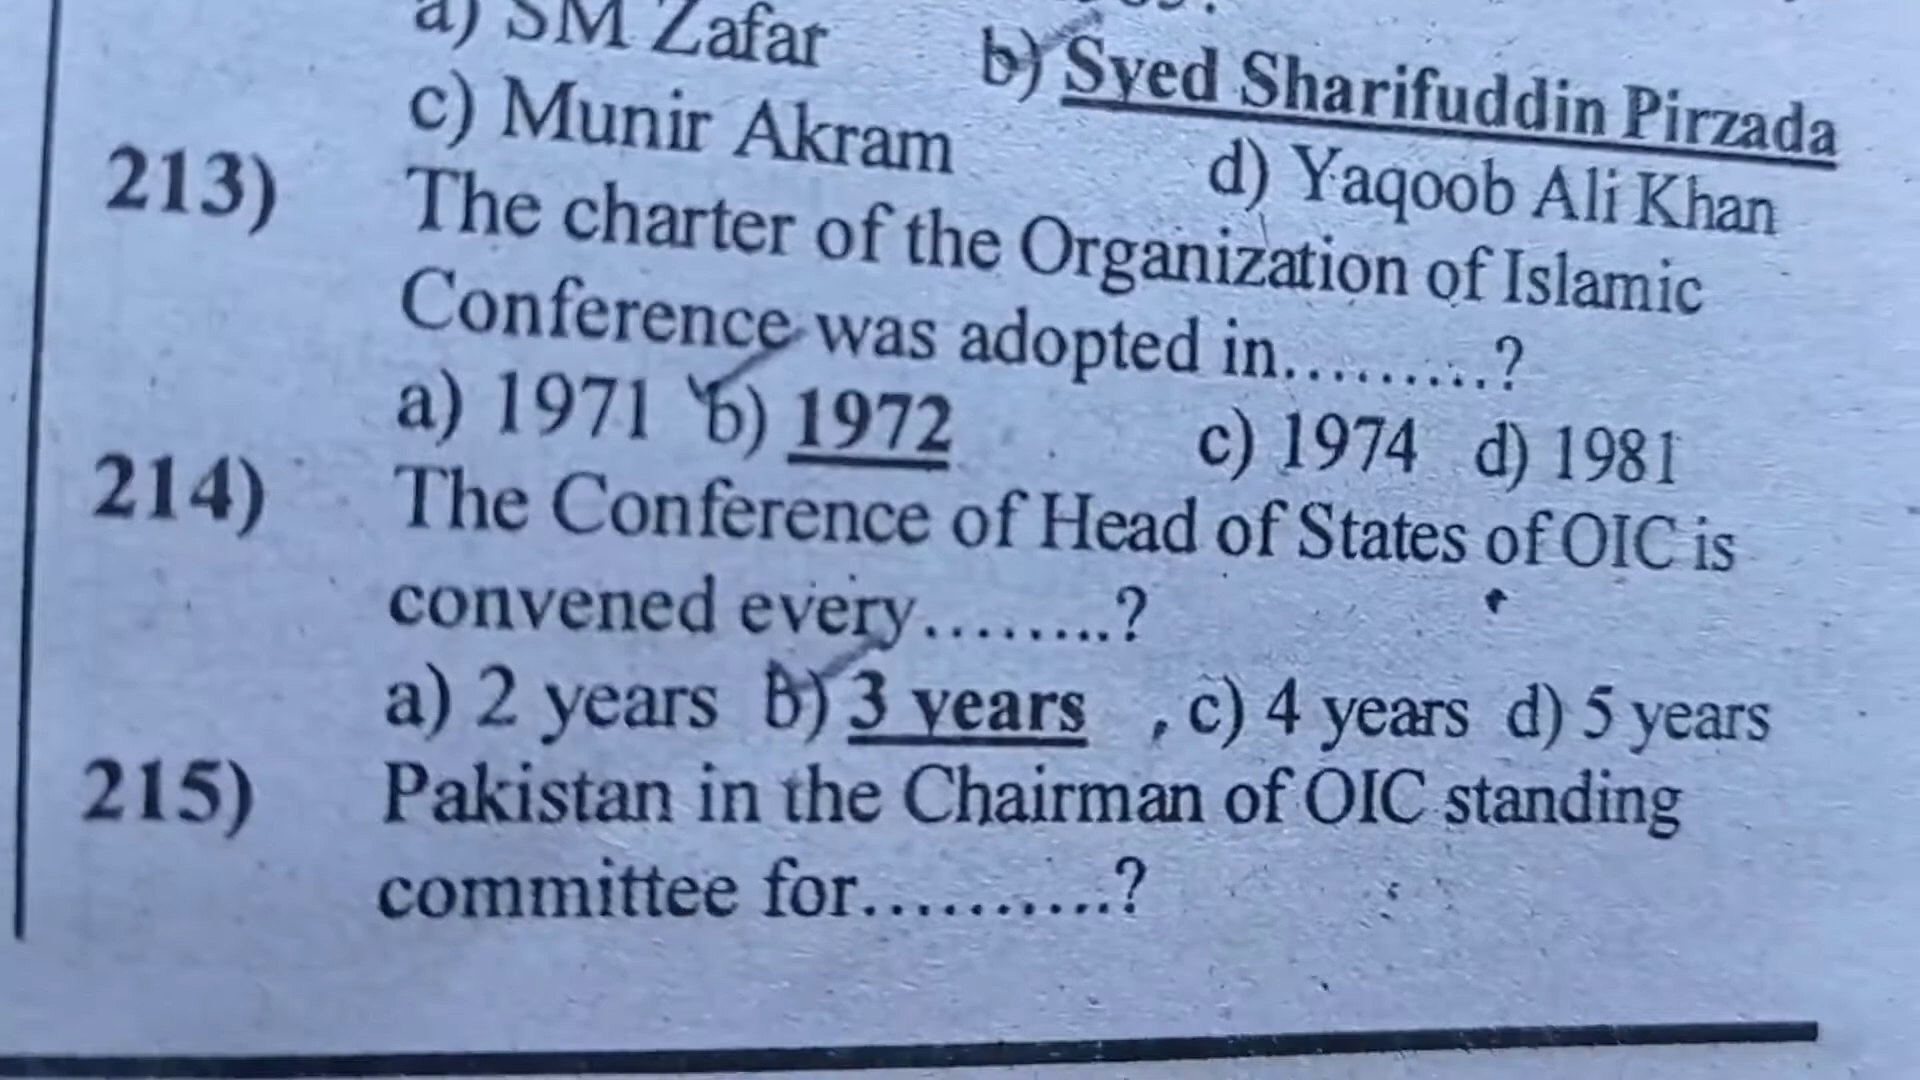 a) SM Zafar b) Syed Sharifuddin Pirzada
c) Munir Akram d) Yaqoob Ali Khan
213) The charter of the Organization of Islamic
Conference was adopted in.........?
a) 1971 b) 1972 c) 1974 d) 1981
214) The Conference of Head of States of OIC is
convened every.........?
a) 2 years b) 3 years , c) 4 years d) 5 years
215) Pakistan in the Chairman of OIC standing
committee for..........?